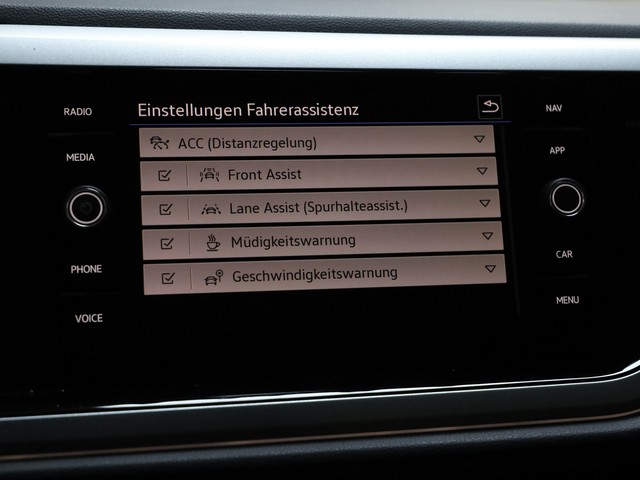 RADIO
MEDIA
PHONE
VOICE
Einstellungen Fahrerassistenz
ACC (Distanzregelung)
Front Assist
Lane Assist (Spurhalteassist.)
Müdigkeitswarnung
Geschwindigkeitswarnung
NAV
APP
CAR
MENU